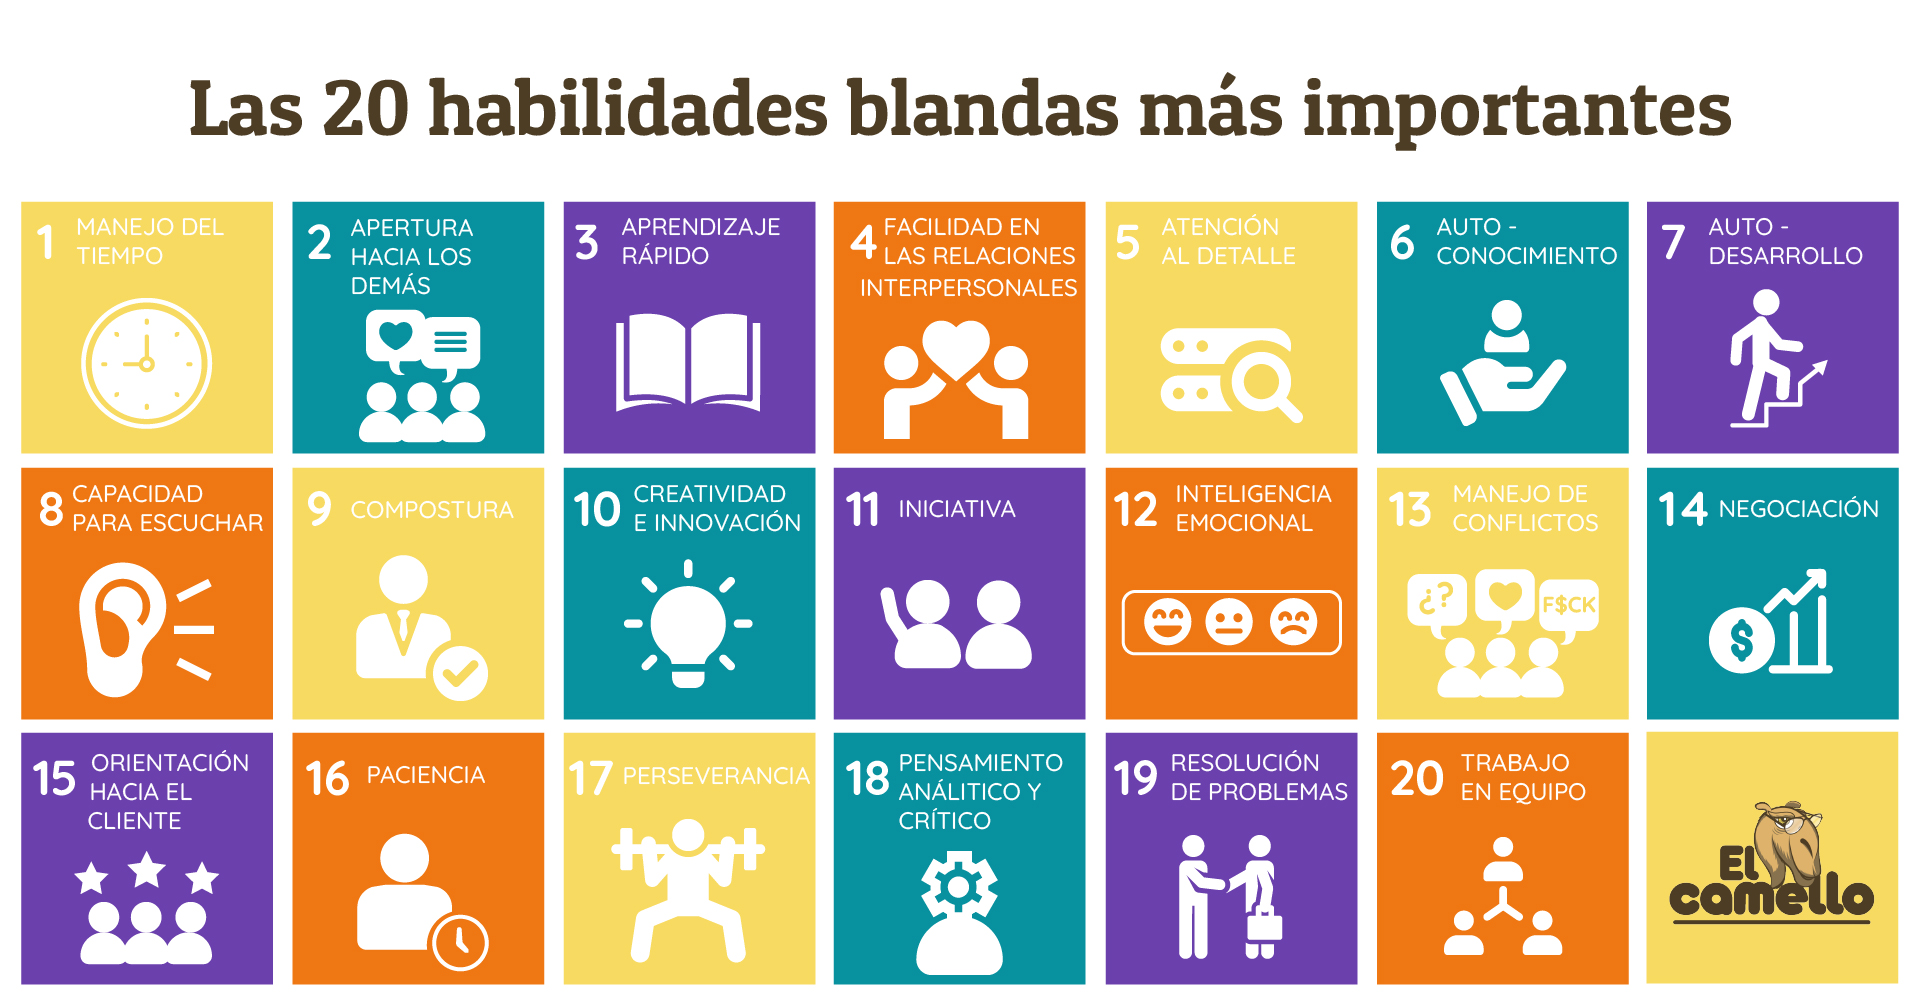 Las 20 habilidades blandas más importantes
1 MANEJO DEL
TIEMPO
2 APERTURA
HACIA LOS
DEMÁS
3 APRENDIZAJE
RÁPIDO
4 FACILIDAD EN
LAS RELACIONES
INTERPERSONALES
5 ATENCIÓN
AL DETALLE
6 AUTO -
CONOCIMIENTO
7 AUTO -
DESARROLLO
8 CAPACIDAD
PARA ESCUCHAR
9 COMPOSTURA
10 CREATIVIDAD
E INNOVACIÓN
11 INICIATIVA
12 INTELIGENCIA
EMOCIONAL
13 MANEJO DE
CONFLICTOS
¿?
F$CK
14 NEGOCIACIÓN
$
15 ORIENTACIÓN
HACIA EL
CLIENTE
16 PACIENCIA
17 PERSEVERANCIA
18 PENSAMIENTO
ANÁLITICO Y
CRÍTICO
19 RESOLUCIÓN
DE PROBLEMAS
20 TRABAJO
EN EQUIPO
El
camello